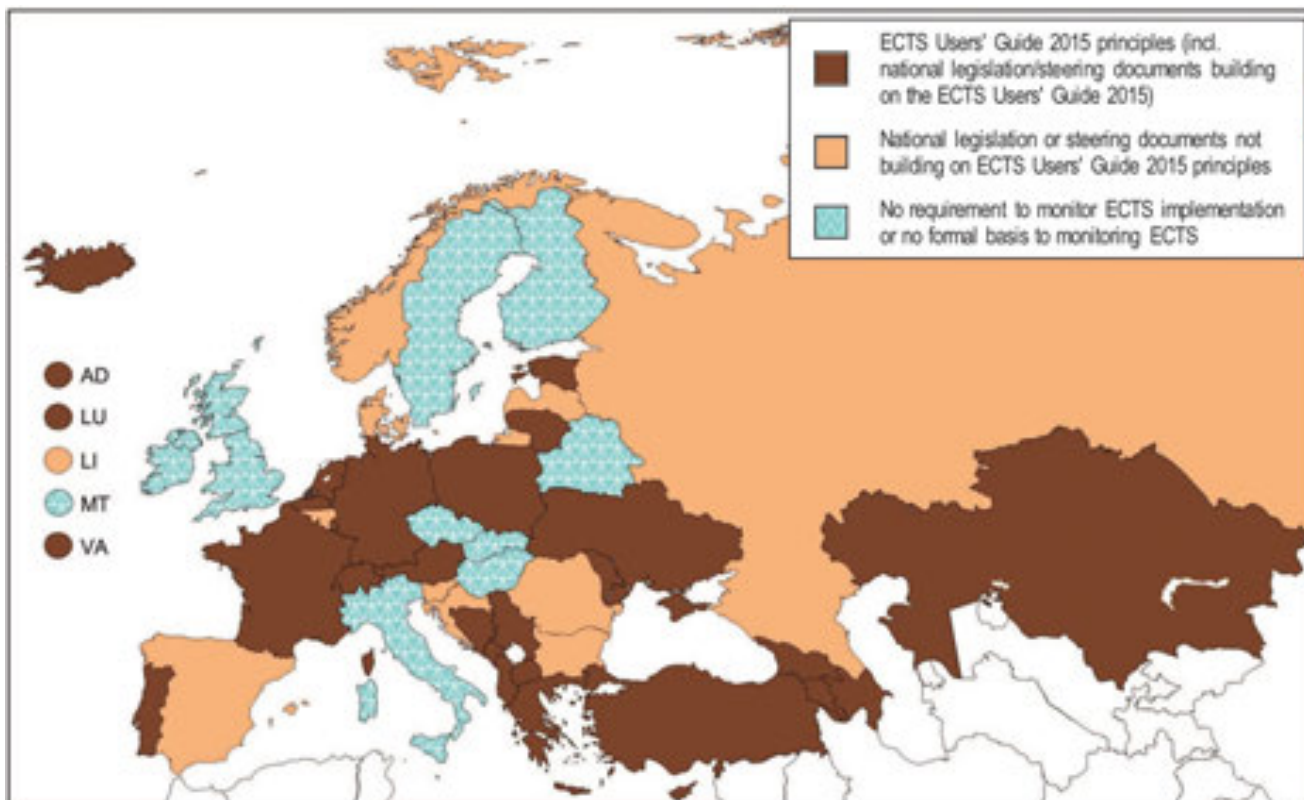 ECTS Users' Guide 2015 principles (incl.
national legislation/steering documents building
on the ECTS Users' Guide 2015)
National legislation or steering documents not
building on ECTS Users' Guide 2015 principles
No requirement to monitor ECTS implementation
or no formal basis to monitoring ECTS
AD
LU
LI
MT
VA